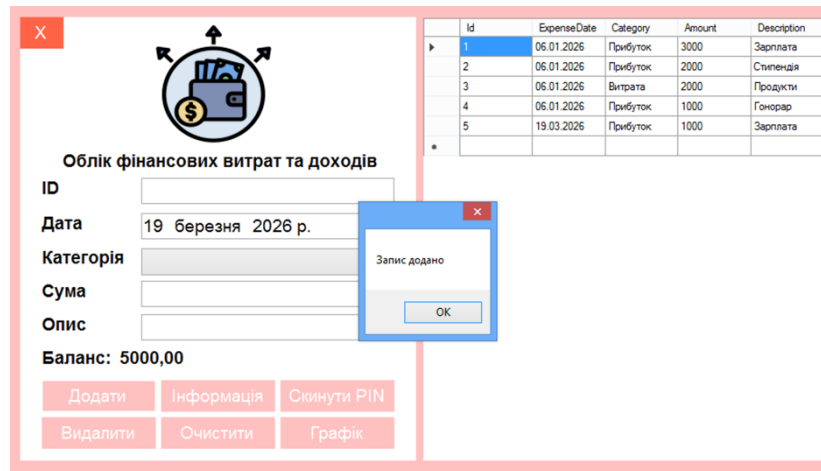 X
Облік фінансових витрат та доходів
ID
Дата
19 березня 2026 р.
Категорія
Сума
Опис
Баланс: 5000,00
Додати Інформація Скинути PIN
Видалити Очистити Графік
Id ExpenseDate Category Amount Description
1 06.01.2026 Прибуток 3000 Зарплата
2 06.01.2026 Прибуток 2000 Стипендія
3 06.01.2026 Витрата 2000 Продукти
4 06.01.2026 Прибуток 1000 Гонорар
5 19.03.2026 Прибуток 1000 Зарплата
Запис додано
OK